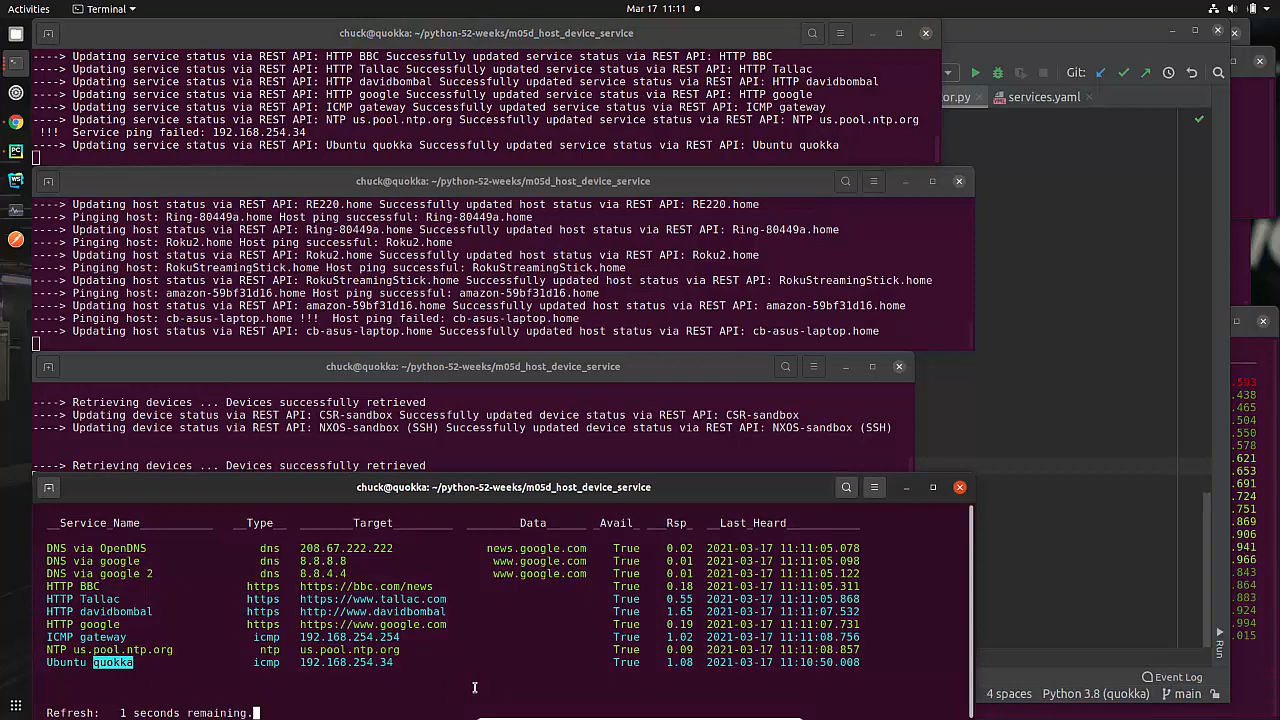 Activities Terminal Mar 17 11:11
chuck@quokka: ~/python-52-weeks/m05d_host_device_service
----> Updating service status via REST API: HTTP BBC Successfully updated service status via REST API: HTTP BBC
----> Updating service status via REST API: HTTP Tallac Successfully updated service status via REST API: HTTP Tallac
----> Updating service status via REST API: HTTP davidbombal Successfully updated service status via REST API: HTTP davidbombal
----> Updating service status via REST API: HTTP google Successfully updated service status via REST API: HTTP google
----> Updating service status via REST API: ICMP gateway Successfully updated service status via REST API: ICMP gateway
----> Updating service status via REST API: NTP us.pool.ntp.org Successfully updated service status via REST API: NTP us.pool.ntp.org
!!! Service ping failed: 192.168.254.34
----> Updating service status via REST API: Ubuntu quokka Successfully updated service status via REST API: Ubuntu quokka
Git:
or.py services.yaml
chuck@quokka: ~/python-52-weeks/m05d_host_device_service
----> Updating host status via REST API: RE220.home Successfully updated host status via REST API: RE220.home
----> Pinging host: Ring-80449a.home Host ping successful: Ring-80449a.home
----> Updating host status via REST API: Ring-80449a.home Successfully updated host status via REST API: Ring-80449a.home
----> Pinging host: Roku2.home Host ping successful: Roku2.home
----> Updating host status via REST API: Roku2.home Successfully updated host status via REST API: Roku2.home
----> Pinging host: RokuStreamingStick.home Host ping successful: RokuStreamingStick.home
----> Updating host status via REST API: RokuStreamingStick.home Successfully updated host status via REST API: RokuStreamingStick.home
----> Pinging host: amazon-59bf31d16.home Host ping successful: amazon-59bf31d16.home
----> Updating host status via REST API: amazon-59bf31d16.home Successfully updated host status via REST API: amazon-59bf31d16.home
----> Pinging host: cb-asus-laptop.home !!! Host ping failed: cb-asus-laptop.home
----> Updating host status via REST API: cb-asus-laptop.home Successfully updated host status via REST API: cb-asus-laptop.home
chuck@quokka: ~/python-52-weeks/m05d_host_device_service
----> Retrieving devices ... Devices successfully retrieved
----> Updating device status via REST API: CSR-sandbox Successfully updated device status via REST API: CSR-sandbox
----> Updating device status via REST API: NXOS-sandbox (SSH) Successfully updated device status via REST API: NXOS-sandbox (SSH)
----> Retrieving devices ... Devices successfully retrieved
chuck@quokka: ~/python-52-weeks/m05d_host_device_service
__Service_Name___________ __Type__ ________Target_________ ________Data______ _Avail_ ___Rsp_ __Last_Heard___________
DNS via OpenDNS dns 208.67.222.222 news.google.com True 0.02 2021-03-17 11:11:05.078
DNS via google dns 8.8.8.8 www.google.com True 0.01 2021-03-17 11:11:05.098
DNS via google 2 dns 8.8.4.4 www.google.com True 0.01 2021-03-17 11:11:05.122
HTTP BBC https https://bbc.com/news True 0.18 2021-03-17 11:11:05.311
HTTP Tallac https https://www.tallac.com True 0.55 2021-03-17 11:11:05.868
HTTP davidbombal https http://www.davidbombal True 1.65 2021-03-17 11:11:07.532
HTTP google https https://www.google.com True 0.19 2021-03-17 11:11:07.731
ICMP gateway icmp 192.168.254.254 True 1.02 2021-03-17 11:11:08.756
NTP us.pool.ntp.org ntp us.pool.ntp.org True 0.09 2021-03-17 11:11:08.857
Ubuntu quokka icmp 192.168.254.34 True 1.08 2021-03-17 11:10:50.008
Refresh: 1 seconds remaining.
.593
.438
.465
.504
.550
.578
.621
.653
.691
.724
.751
.869
.906
.941
.966
.843
.864
.883
.924
.994
.015
Run
Event Log
4 spaces Python 3.8 (quokka) main